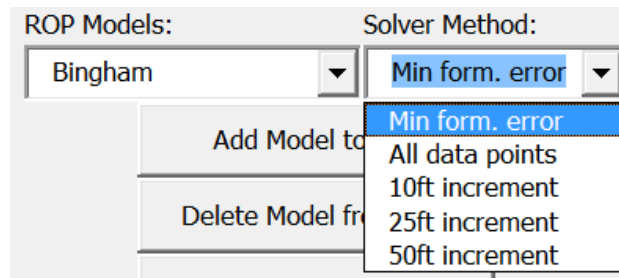 ROP Models: Solver Method:
Bingham Min form. error
Min form. error
Add Model to
All data points
10ft increment
Delete Model
25ft increment
50ft increment